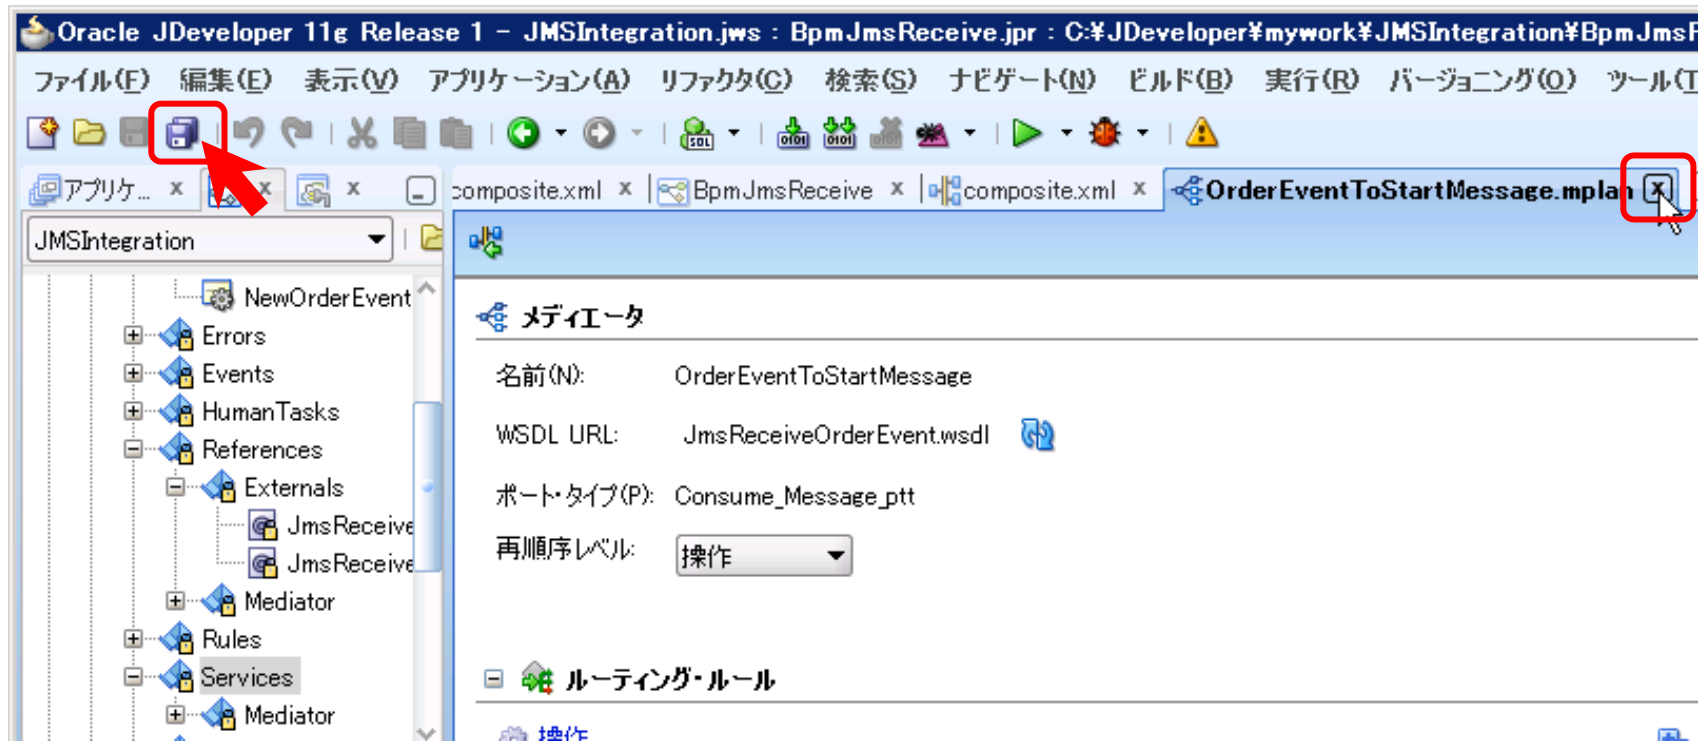 Oracle JDeveloper 11g Release 1 - JMSIntegration.jws : BpmJmsReceive.jpr : C:¥JDeveloper¥mywork¥JMSIntegration¥BpmJmsR
ファイル(F) 編集(E) 表示(V) アプリケーション(A) リファクタ(C) 検索(S) ナビゲート(N) ビルド(B) 実行(R) バージョニング(O) ツール(T
アプリケ... x x x composite.xml x BpmJmsReceive x composite.xml x OrderEventToStartMessage.mplan x
JMSIntegration
NewOrderEvent
Errors
Events
HumanTasks
References
Externals
JmsReceive
JmsReceive
Mediator
Rules
Services
Mediator
メディエータ
名前(N): OrderEventToStartMessage
WSDL URL: JmsReceiveOrderEvent.wsdl
ポート・タイプ(P): Consume_Message_ptt
再順序レベル: 操作
ルーティング・ルール
操作